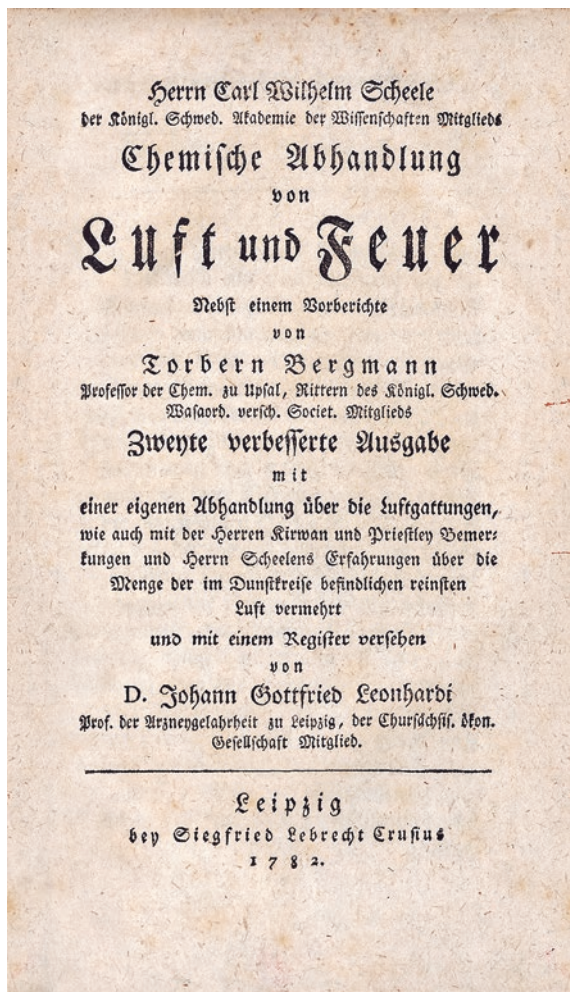 Herrn Carl Wilhelm Scheele
der Königl. Schwed. Akademie der Wissenschaften Mitglieds
Chemische Abhandlung
von
Luft und Feuer
Nebst einem Vorberichte
von
Torbern Bergmann
Professor der Chem. zu Upsal, Rittern des Königl. Schwed.
Wasaord. versch. Societ. Mitglieds
Zweyte verbesserte Ausgabe
mit
einer eigenen Abhandlung über die Luftgattungen,
wie auch mit der Herren Kirwan und Priestley Bemer-
kungen und Herrn Scheelens Erfahrungen über die
Menge der im Dunstkreise befindlichen reinsten
Luft vermehrt
und mit einem Register versehen
von
D. Johann Gottfried Leonhardi
Prof. der Arzneygelahrheit zu Leipzig, der Chursächsis. ökon.
Gesellschaft Mitglied.
Leipzig
bey Siegfried Lebrecht Crusius
1782.